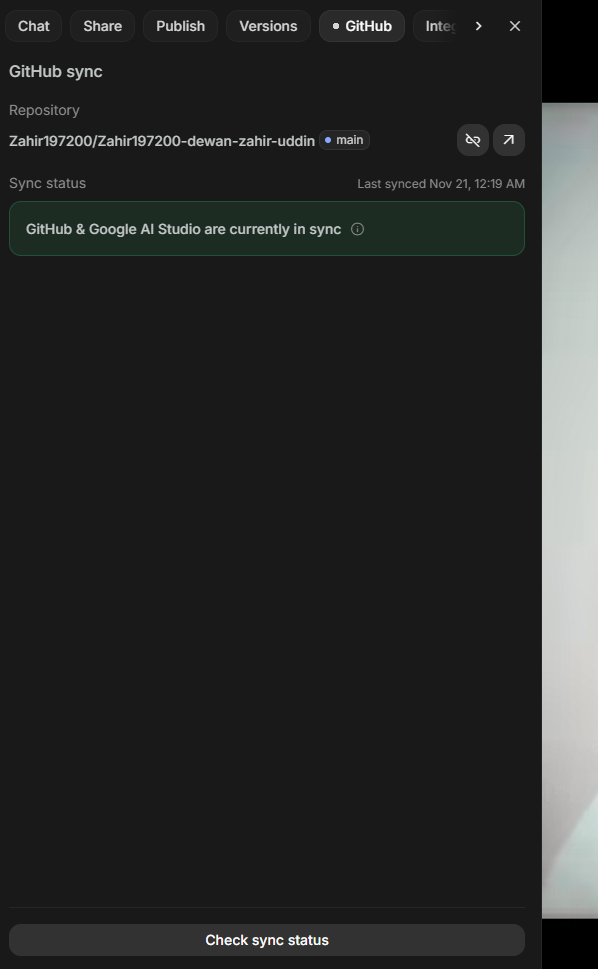 Chat Share Publish Versions GitHub
GitHub sync
Repository
Zahir197200/Zahir197200-dewan-zahir-uddin main
Sync status Last synced Nov 21, 12:19 AM
GitHub & Google AI Studio are currently in sync
Check sync status